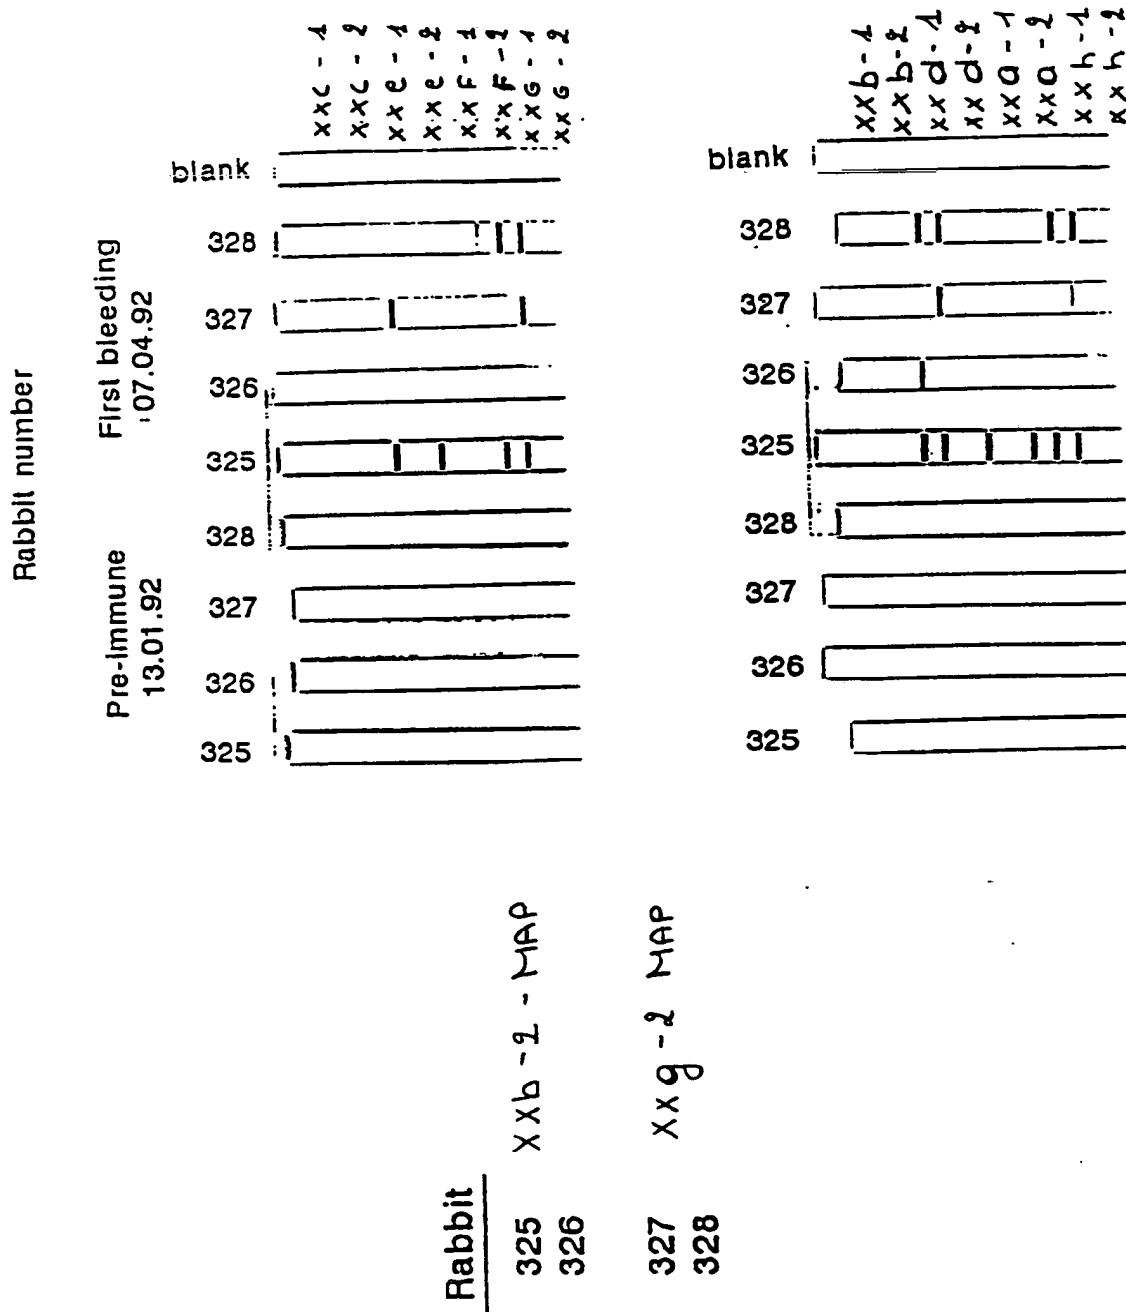 Rabbit number
Pre-immune
13.01.92
First bleeding
07.04.92
blank
328
327
326
325
328
327
326
325
xxc - 1
xxc - 2
xxe - 1
xxe - 2
xxF - 1
xxF - 2
xxG - 1
xxG - 2
blank
328
327
326
325
328
327
326
325
xxb - 1
xxb - 2
xxd - 1
xxd - 2
xxa - 1
xxa - 2
xxh - 1
xxh - 2
Rabbit
325 Xxb - 2 - MAP
326
327 Xxg - 2 MAP
328